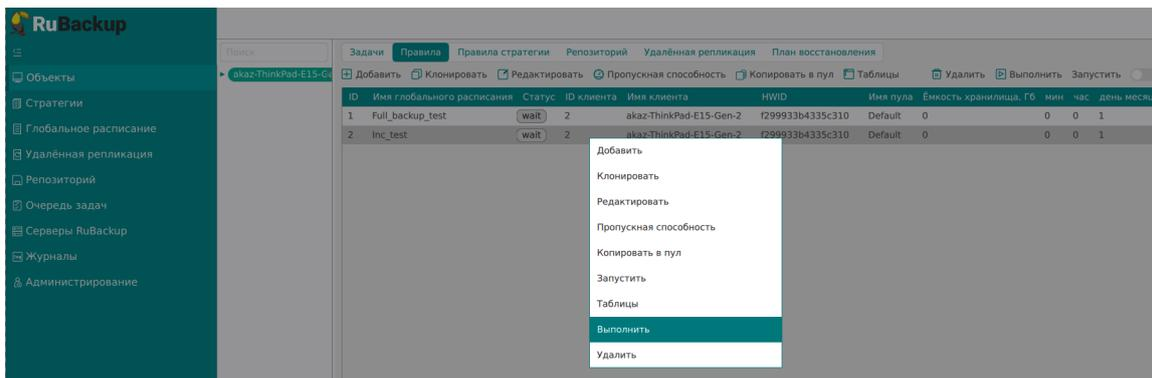 RuBackup
Объекты
Стратегии
Глобальное расписание
Удалённая репликация
Репозиторий
Очередь задач
Серверы RuBackup
Журналы
Администрирование
Поиск
akaz-ThinkPad-E15-Ge
Задачи Правила Правила стратегии Репозиторий Удалённая репликация План восстановления
Добавить Клонировать Редактировать Пропускная способность Копировать в пул Таблицы Удалить Выполнить Запустить
ID Имя глобального расписания Статус ID клиента Имя клиента HWID Имя пула Ёмкость хранилища, Гб мин час день месяц
1 Full_backup_test wait 2 akaz-ThinkPad-E15-Gen-2 f299933b4335c310 Default 0 0 0 1
2 Inc_test wait 2 akaz-ThinkPad-E15-Gen-2 f299933b4335c310 Default 0 0 0 1
Добавить
Клонировать
Редактировать
Пропускная способность
Копировать в пул
Запустить
Таблицы
Выполнить
Удалить